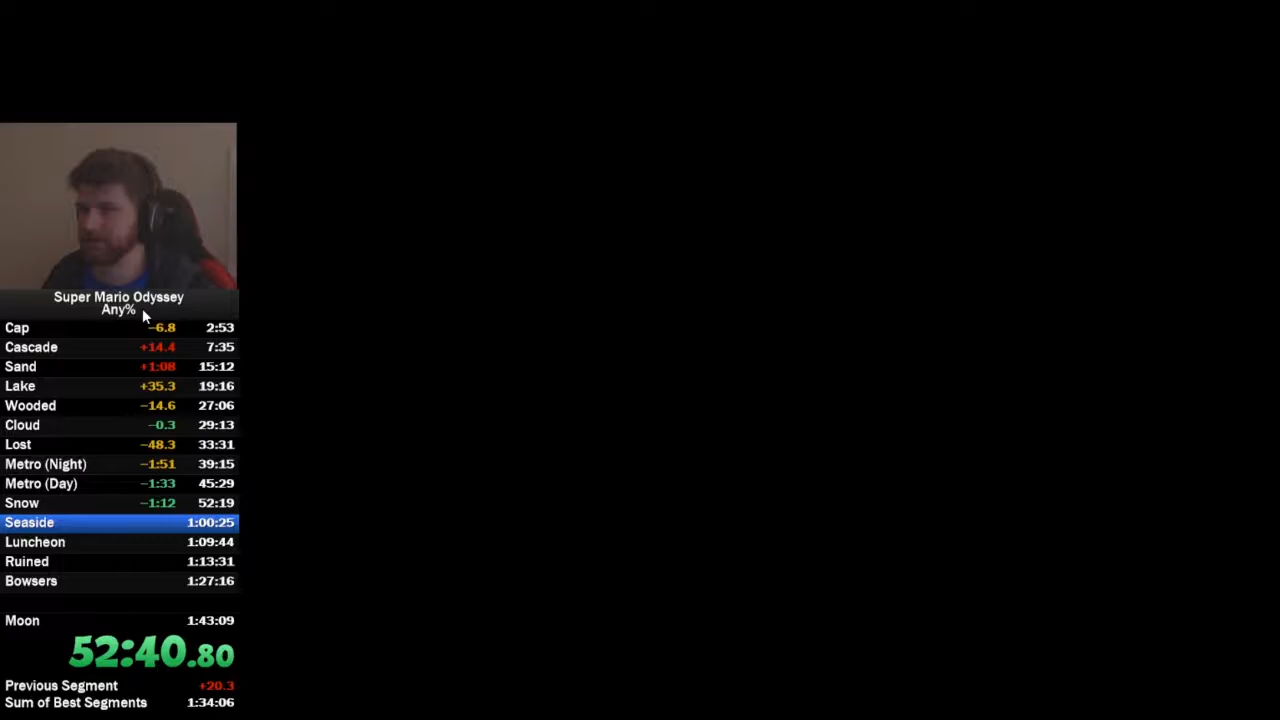 Super Mario Odyssey
Any%
Cap −6.8 2:53
Cascade +14.4 7:35
Sand +1:08 15:12
Lake +35.3 19:16
Wooded −14.6 27:06
Cloud −0.3 29:13
Lost −48.3 33:31
Metro (Night) −1:51 39:15
Metro (Day) −1:33 45:29
Snow −1:12 52:19
Seaside 1:00:25
Luncheon 1:09:44
Ruined 1:13:31
Bowsers 1:27:16
Moon 1:43:09
52:40.80
Previous Segment +20.3
Sum of Best Segments 1:34:06